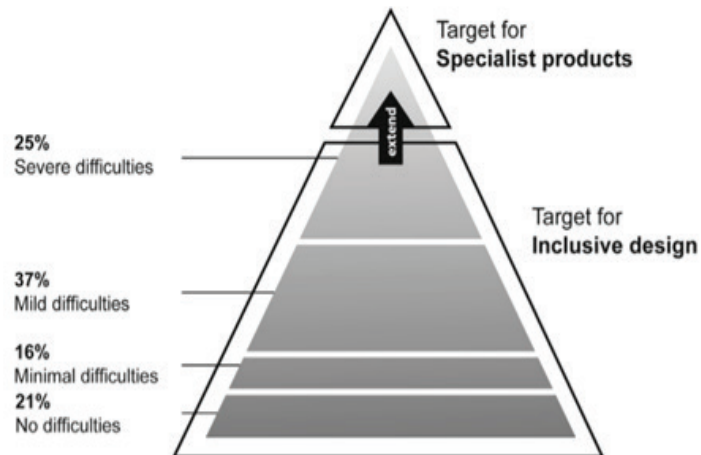 Target for
Specialist products
extend
25%
Severe difficulties
Target for
Inclusive design
37%
Mild difficulties
16%
Minimal difficulties
21%
No difficulties